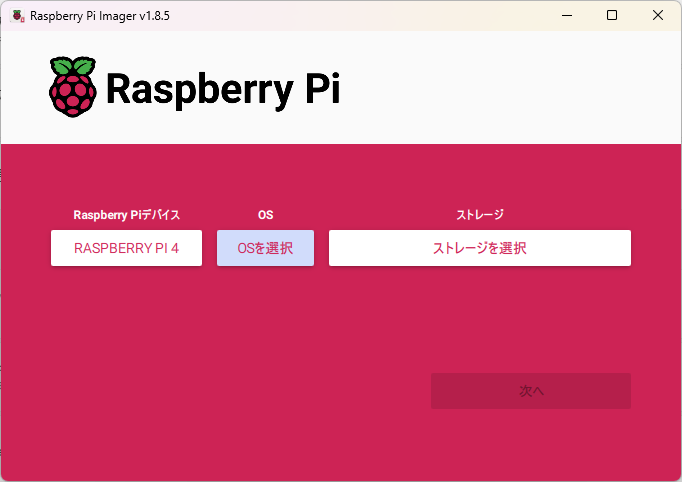 Raspberry Pi Imager v1.8.5
Raspberry Pi
Raspberry Piデバイス
OS
ストレージ
RASPBERRY PI 4
OSを選択
ストレージを選択
次へ